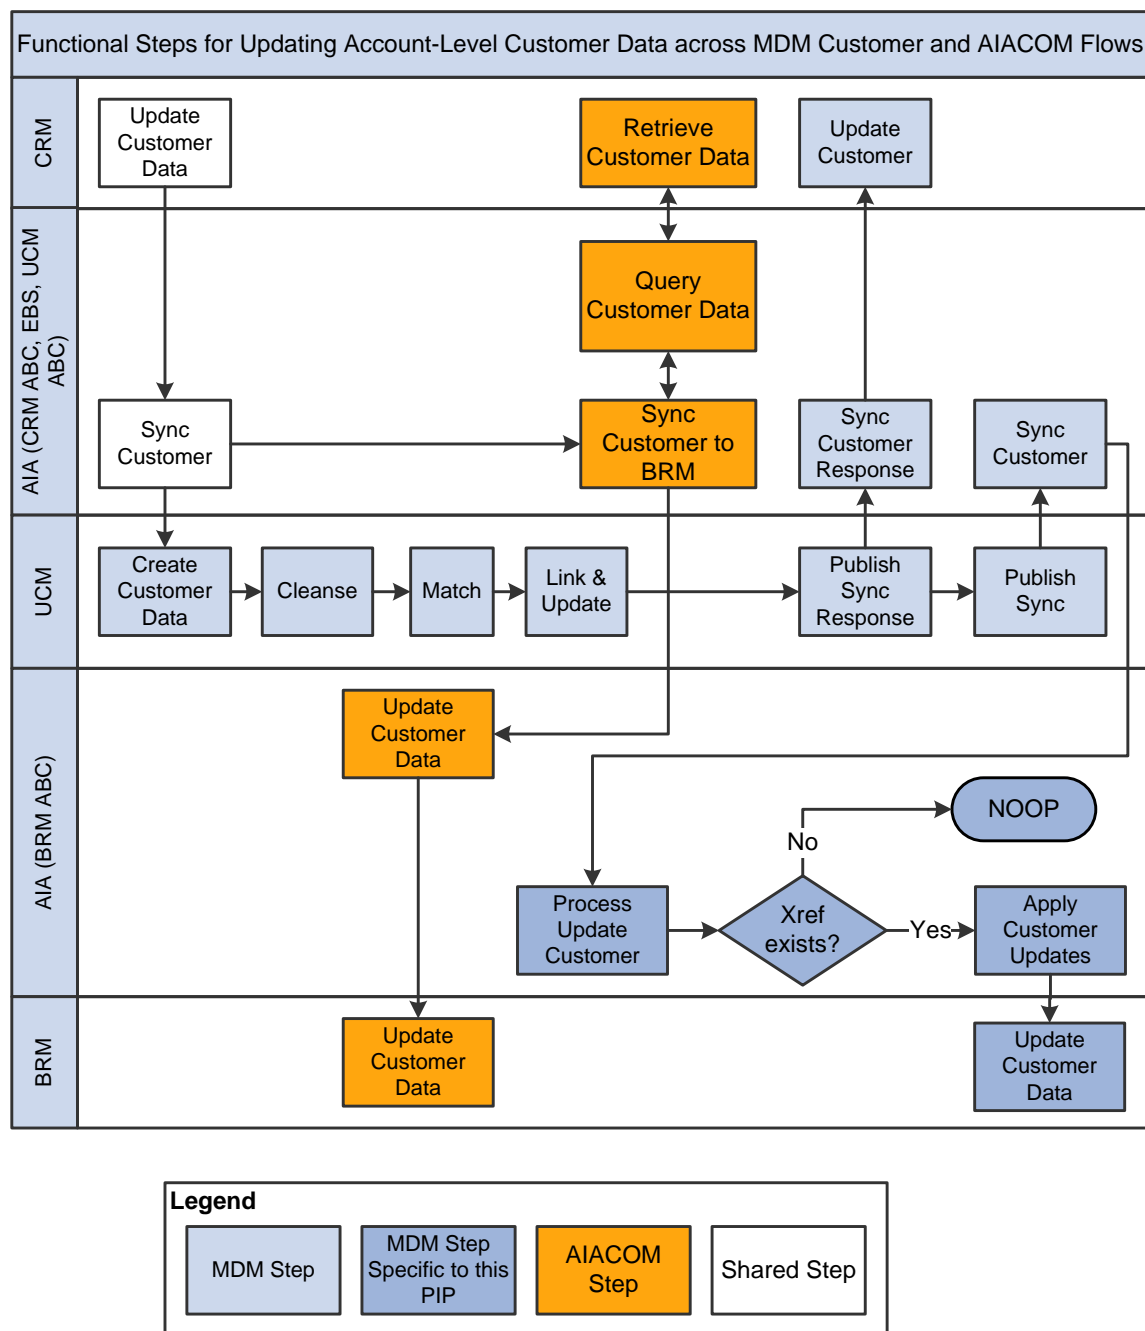 Functional Steps for Updating Account-Level Customer Data across MDM Customer and AIACOM Flows
CRM
Update
Customer
Data
Retrieve
Customer Data
Update
Customer
AIA (CRM ABC, EBS, UCM
ABC)
Query
Customer Data
Sync
Customer
Sync
Customer to
BRM
Sync
Customer
Response
Sync
Customer
UCM
Create
Customer
Data
Cleanse
Match
Link &
Update
Publish
Sync
Response
Publish
Sync
AIA (BRM ABC)
Update
Customer
Data
NOOP
No
Process
Update
Customer
Xref
exists?
Yes
Apply
Customer
Updates
BRM
Update
Customer
Data
Update
Customer
Data
Legend
MDM Step
MDM Step
Specific to this
PIP
AIACOM
Step
Shared Step